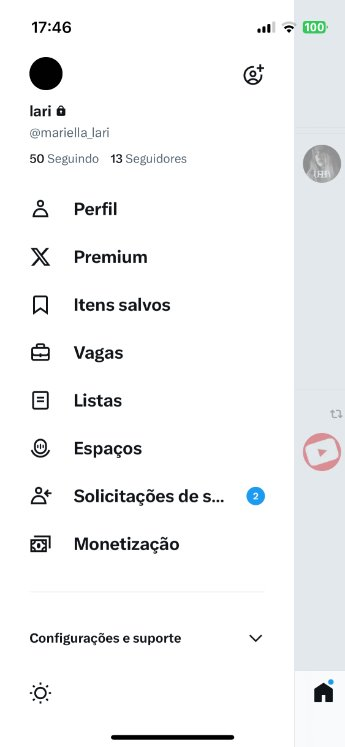 17:46
100
lari
@mariella_lari
50 Seguindo 13 Seguidores
Perfil
Premium
Itens salvos
Vagas
Listas
Espaços
Solicitações de s...
2
Monetização
Configurações e suporte